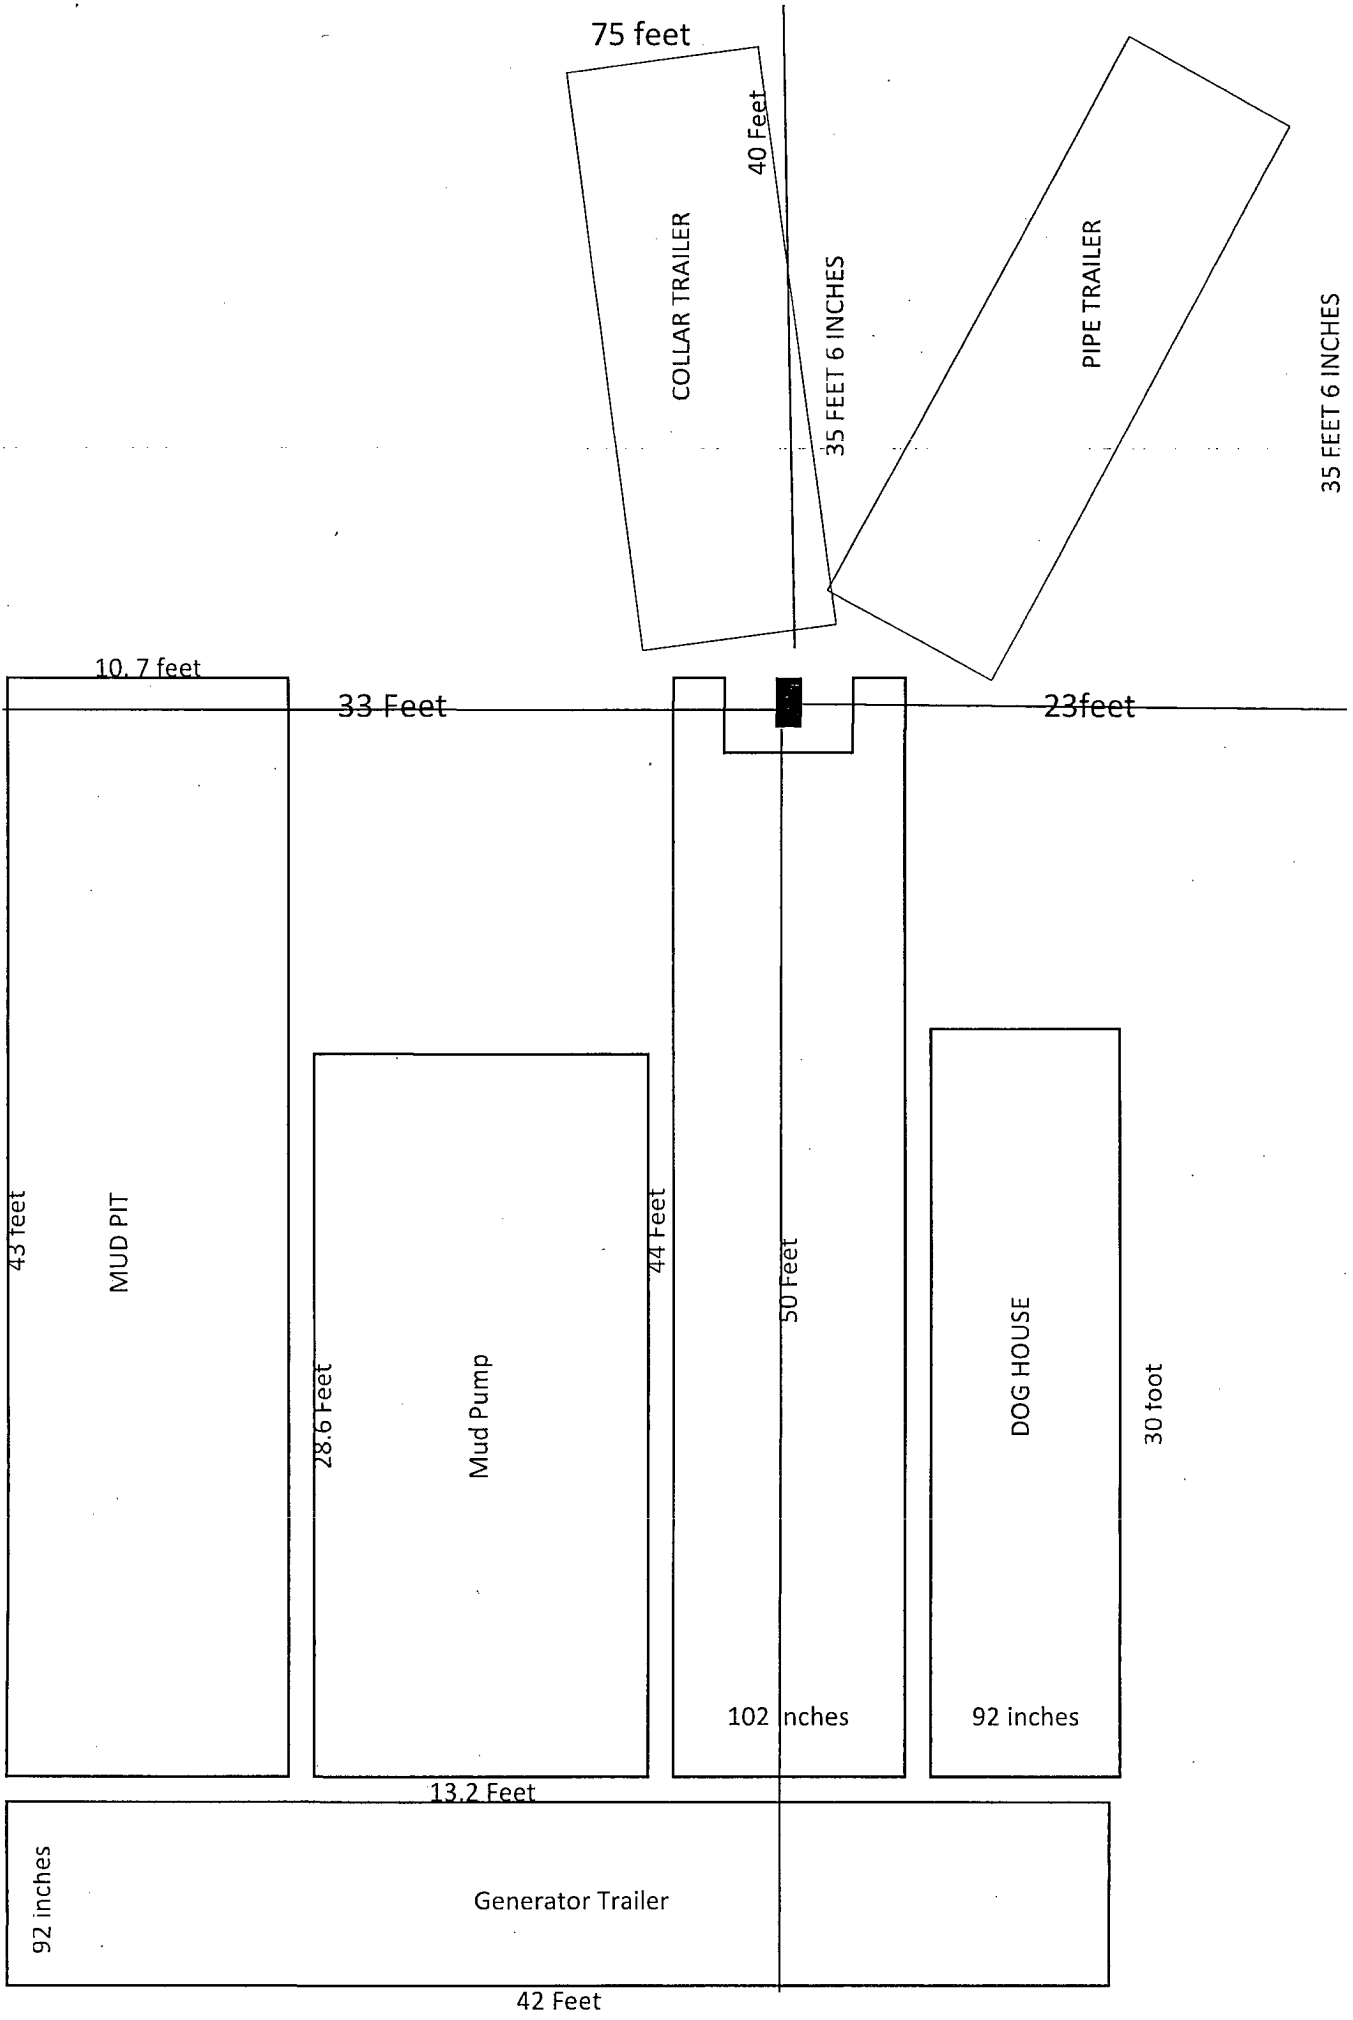 75 feet
40 Feet
COLLAR TRAILER
35 FEET 6 INCHES
PIPE TRAILER
35 FEET 6 INCHES
10. 7 feet
33 Feet
23feet
43 feet
MUD PIT
28.6 Feet
Mud Pump
44 Feet
50 Feet
DOG HOUSE
30 foot
102 inches
92 inches
13.2 Feet
92 inches
Generator Trailer
42 Feet